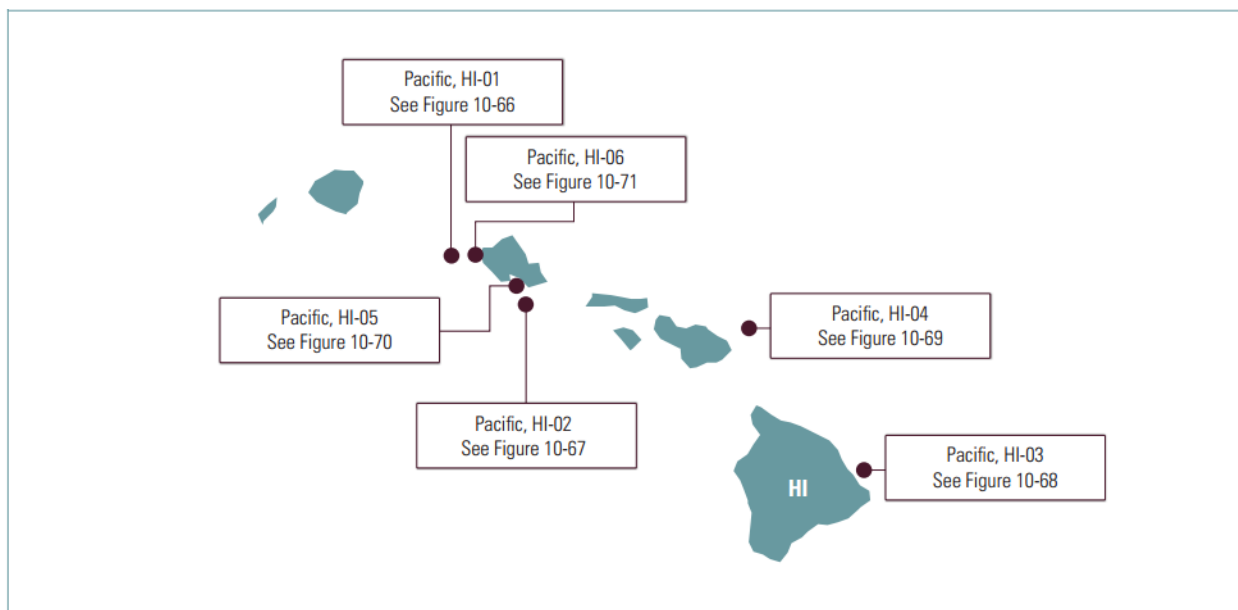 Pacific, HI-01
See Figure 10-66
Pacific, HI-06
See Figure 10-71
Pacific, HI-05
See Figure 10-70
Pacific, HI-04
See Figure 10-69
Pacific, HI-02
See Figure 10-67
Pacific, HI-03
See Figure 10-68
HI